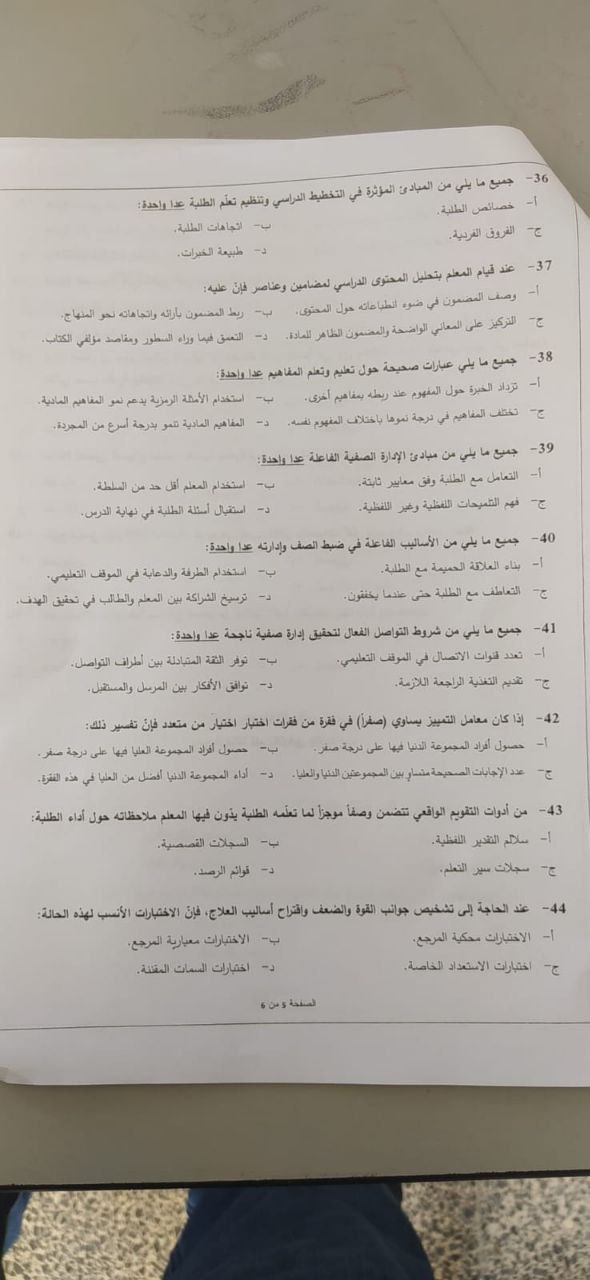 36- جميع ما يلي من المبادئ المؤثرة في التخطيط الدراسي وتنظيم تعلّم الطلبة عدا واحدة:
أ- خصائص الطلبة. ب- اتجاهات الطلبة.
ج- الفروق الفردية. د- طبيعة الخبرات.
37- عند قيام المعلم بتحليل المحتوى الدراسي لمضامين وعناصر فإنّ عليه:
أ- وصف المضمون في ضوء انطباعاته حول المحتوى. ب- ربط المضمون بآرائه واتجاهاته نحو المنهاج.
ج- التركيز على المعاني الواضحة والمضمون الظاهر للمادة. د- التعمق فيما وراء السطور ومقاصد مؤلفي الكتاب.
38- جميع ما يلي عبارات صحيحة حول تعليم وتعلم المفاهيم عدا واحدة:
أ- تزداد الخبرة حول المفهوم عند ربطه بمفاهيم أخرى. ب- استخدام الأمثلة الرمزية يدعم نمو المفاهيم المادية.
ج- تختلف المفاهيم في درجة نموها باختلاف المفهوم نفسه. د- المفاهيم المادية تنمو بدرجة أسرع من المجردة.
39- جميع ما يلي من مبادئ الإدارة الصفية الفاعلة عدا واحدة:
أ- التعامل مع الطلبة وفق معايير ثابتة. ب- استخدام المعلم أقل حد من السلطة.
ج- فهم التلميحات اللفظية وغير اللفظية. د- استقبال أسئلة الطلبة في نهاية الدرس.
40- جميع ما يلي من الأساليب الفاعلة في ضبط الصف وإدارته عدا واحدة:
أ- بناء العلاقة الحميمة مع الطلبة. ب- استخدام الطرفة والدعابة في الموقف التعليمي.
ج- التعاطف مع الطلبة حتى عندما يخفقون. د- ترسيخ الشراكة بين المعلم والطالب في تحقيق الهدف.
41- جميع ما يلي من شروط التواصل الفعال لتحقيق إدارة صفية ناجحة عدا واحدة:
أ- تعدد قنوات الاتصال في الموقف التعليمي. ب- توفر الثقة المتبادلة بين أطراف التواصل.
ج- تقديم التغذية الراجعة اللازمة. د- توافق الأفكار بين المرسل والمستقبل.
42- إذا كان معامل التمييز يساوي (صفراً) في فقرة من فقرات اختبار اختيار من متعدد فإنّ تفسير ذلك:
أ- حصول أفراد المجموعة الدنيا فيها على درجة صفر. ب- حصول أفراد المجموعة العليا فيها على درجة صفر.
ج- عدد الإجابات الصحيحة متساوٍ بين المجموعتين الدنيا والعليا. د- أداء المجموعة الدنيا أفضل من العليا في هذه الفقرة.
43- من أدوات التقويم الواقعي تتضمن وصفاً موجزاً لما تعلّمه الطلبة يدون فيها المعلم ملاحظاته حول أداء الطلبة:
أ- سلالم التقدير اللفظية. ب- السجلات القصصية.
ج- سجلات سير التعلم. د- قوائم الرصد.
44- عند الحاجة إلى تشخيص جوانب القوة والضعف واقتراح أساليب العلاج، فإنّ الاختبارات الأنسب لهذه الحالة:
أ- الاختبارات محكية المرجع. ب- الاختبارات معيارية المرجع.
ج- اختبارات الاستعداد الخاصة. د- اختبارات السمات المقننة.
الصفحة 5 من 6